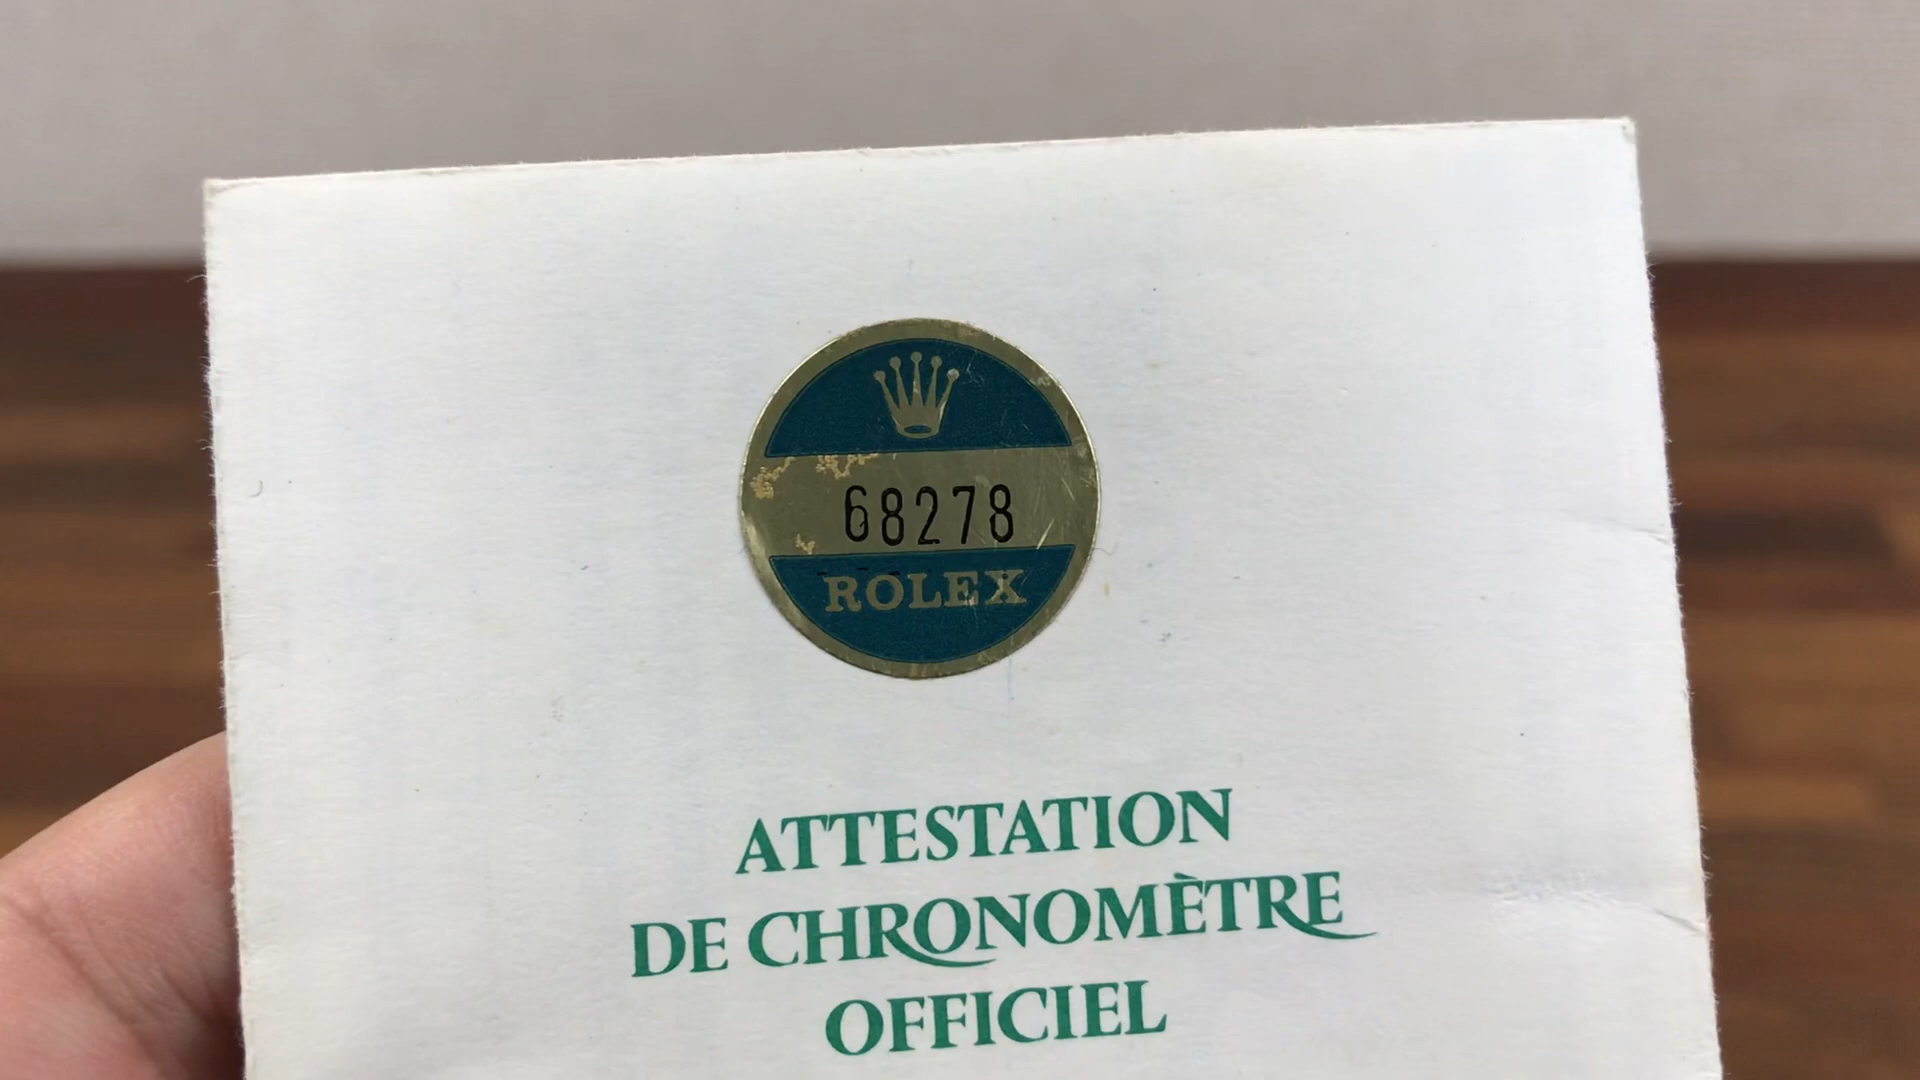 68278
ROLEX
ATTESTATION
DE CHRONOMÈTRE
OFFICIEL